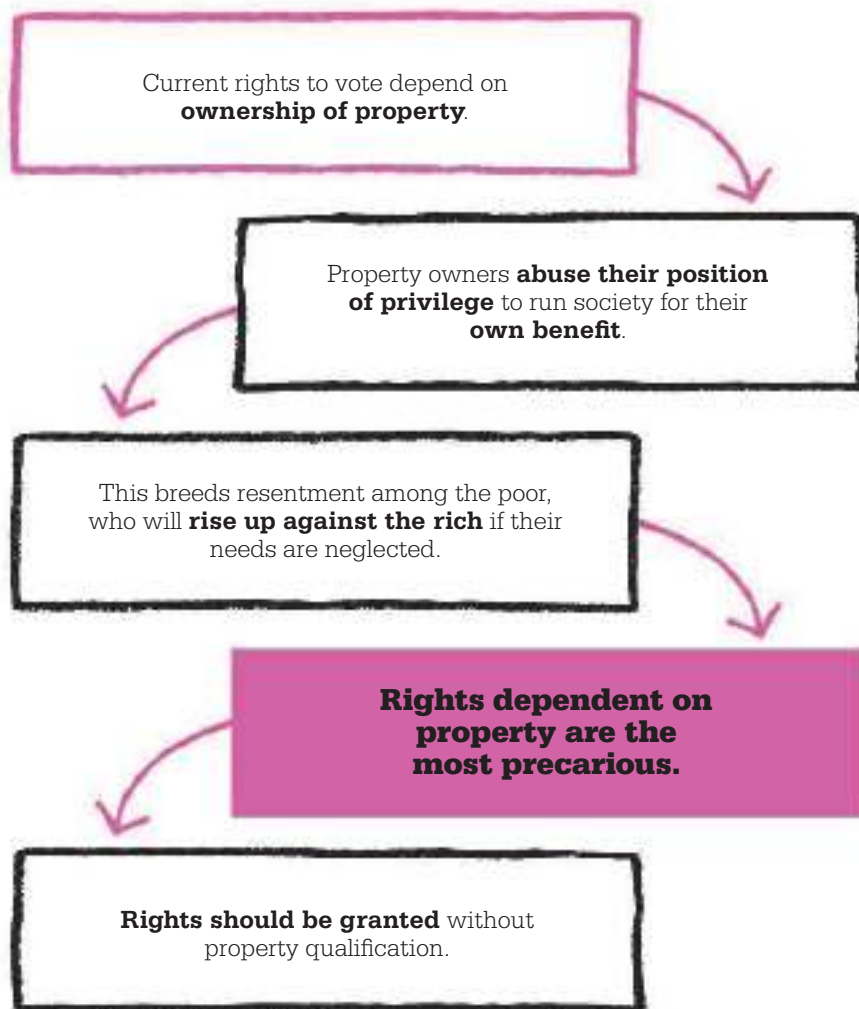 Current rights to vote depend on
ownership of property.
Property owners abuse their position
of privilege to run society for their
own benefit.
This breeds resentment among the poor,
who will rise up against the rich if their
needs are neglected.
Rights dependent on
property are the
most precarious.
Rights should be granted without
property qualification.